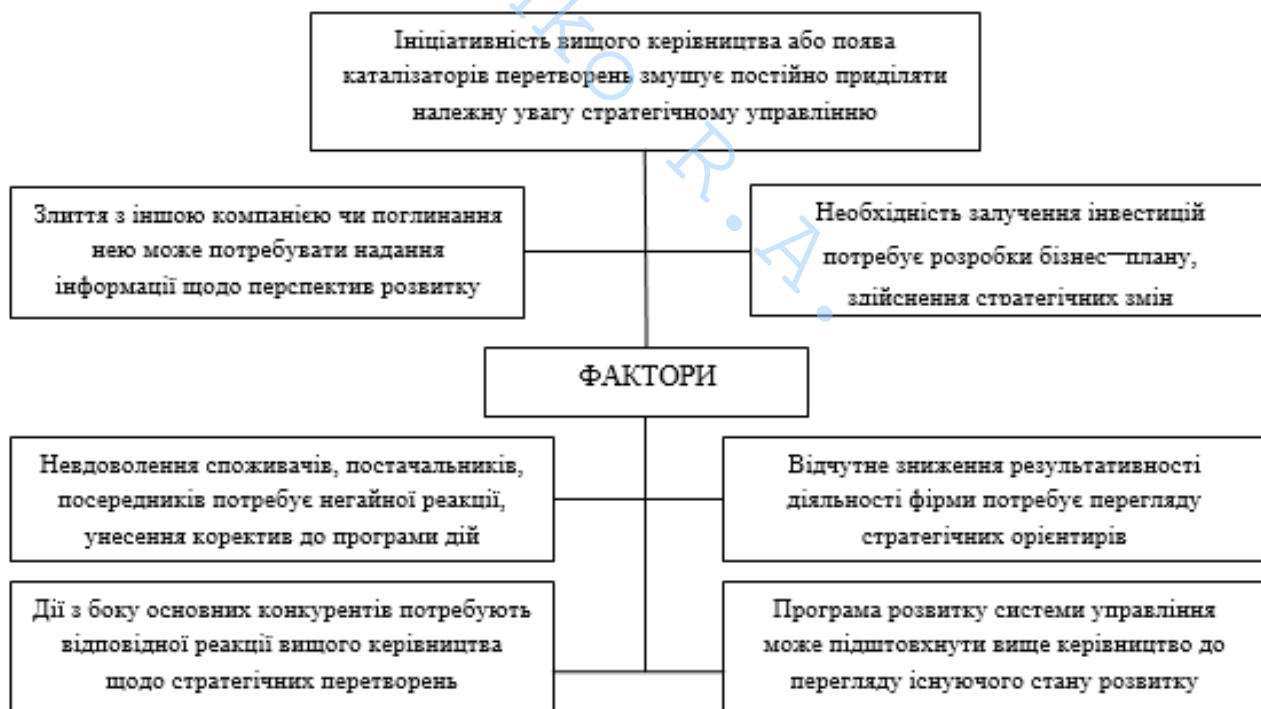 Ініціативність вищого керівництва або поява
каталізаторів перетворень змушує постійно приділяти
належну увагу стратегічному управлінню
Злиття з іншою компанією чи поглинання
нею може потребувати надання
інформації щодо перспектив розвитку
Необхідність залучення інвестицій
потребує розробки бізнес—плану,
здійснення стратегічних змін
ФАКТОРИ
Невдоволення споживачів, постачальників,
посередників потребує негайної реакції,
унесення коректив до програми дій
Відчутне зниження результативності
діяльності фірми потребує перегляду
стратегічних орієнтирів
Дії з боку основних конкурентів потребують
відповідної реакції вищого керівництва
щодо стратегічних перетворень
Програма розвитку системи управління
може підштовхнути вище керівництво до
перегляду існуючого стану розвитку
ko R.A.